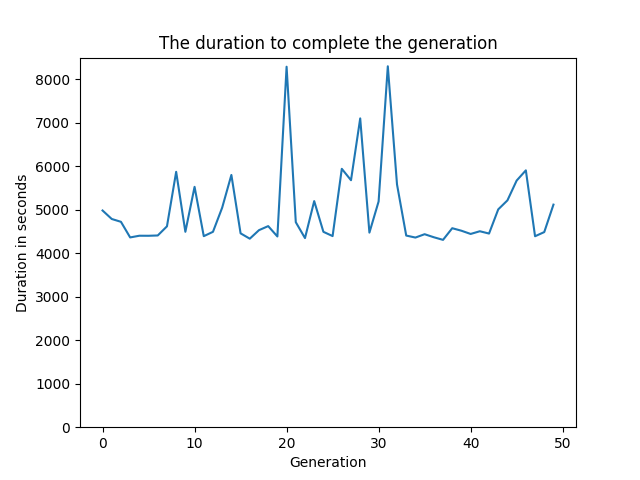 The duration to complete the generation
8000
7000
6000
5000
4000
3000
2000
1000
0
Duration in seconds
0 10 20 30 40 50
Generation